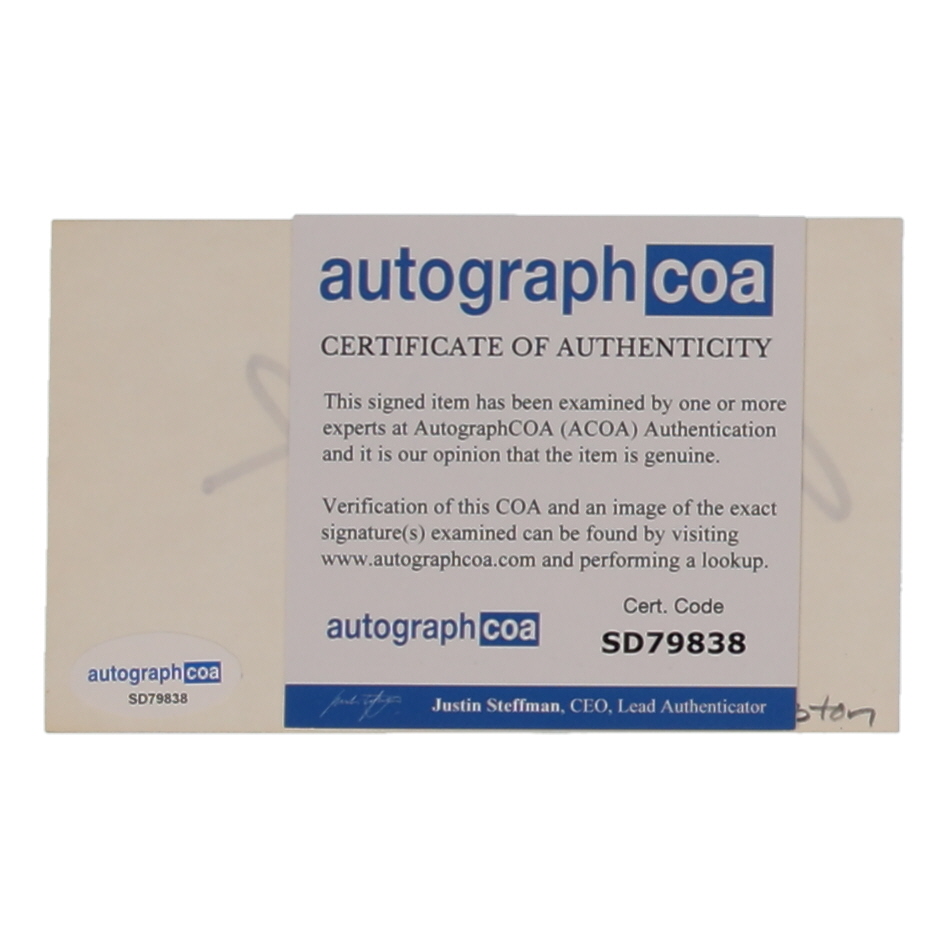 autographcoa
CERTIFICATE OF AUTHENTICITY
This signed item has been examined by one or more
experts at AutographCOA (ACOA) Authentication
and it is our opinion that the item is genuine.
Verification of this COA and an image of the exact
signature(s) examined can be found by visiting
www.autographcoa.com and performing a lookup.
autographcoa
Cert. Code
SD79838
Justin Steffman, CEO, Lead Authenticator
autographcoa
SD79838